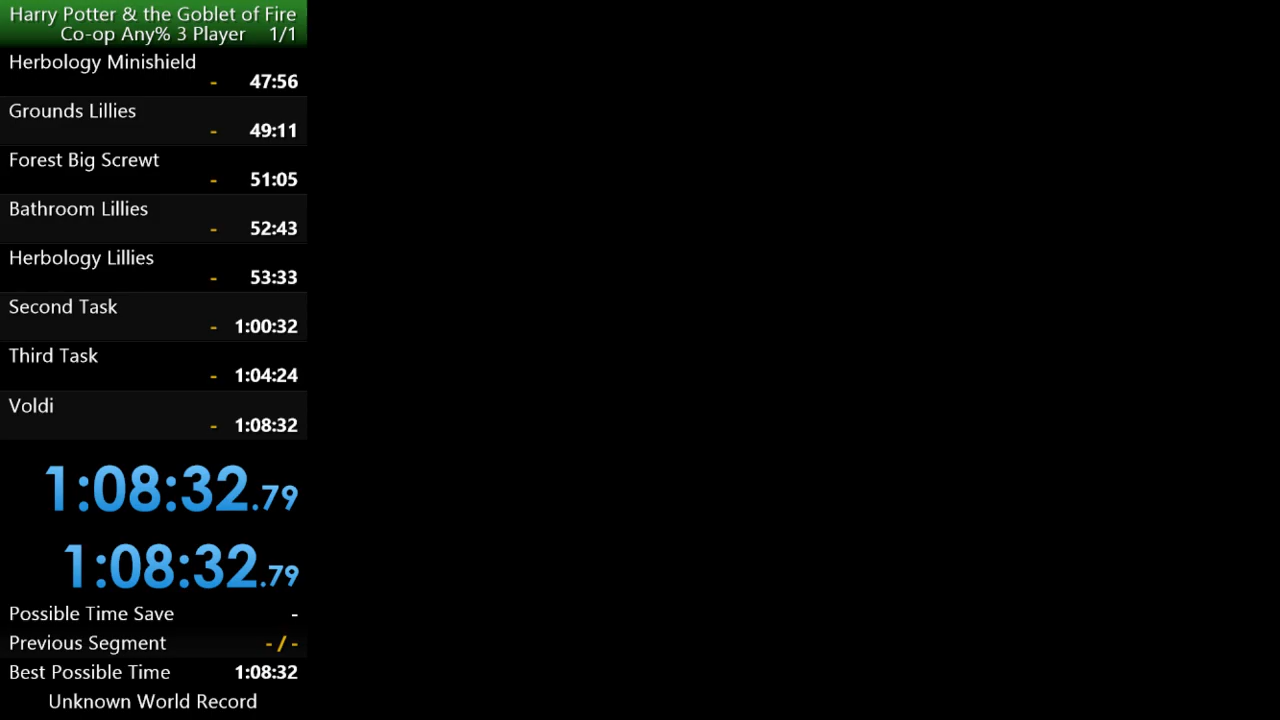 Harry Potter & the Goblet of Fire
Co-op Any% 3 Player 1/1
Herbology Minishield
- 47:56
Grounds Lillies
- 49:11
Forest Big Screwt
- 51:05
Bathroom Lillies
- 52:43
Herbology Lillies
- 53:33
Second Task
- 1:00:32
Third Task
- 1:04:24
Voldi
- 1:08:32
1:08:32.79
1:08:32.79
Possible Time Save -
Previous Segment - / -
Best Possible Time 1:08:32
Unknown World Record